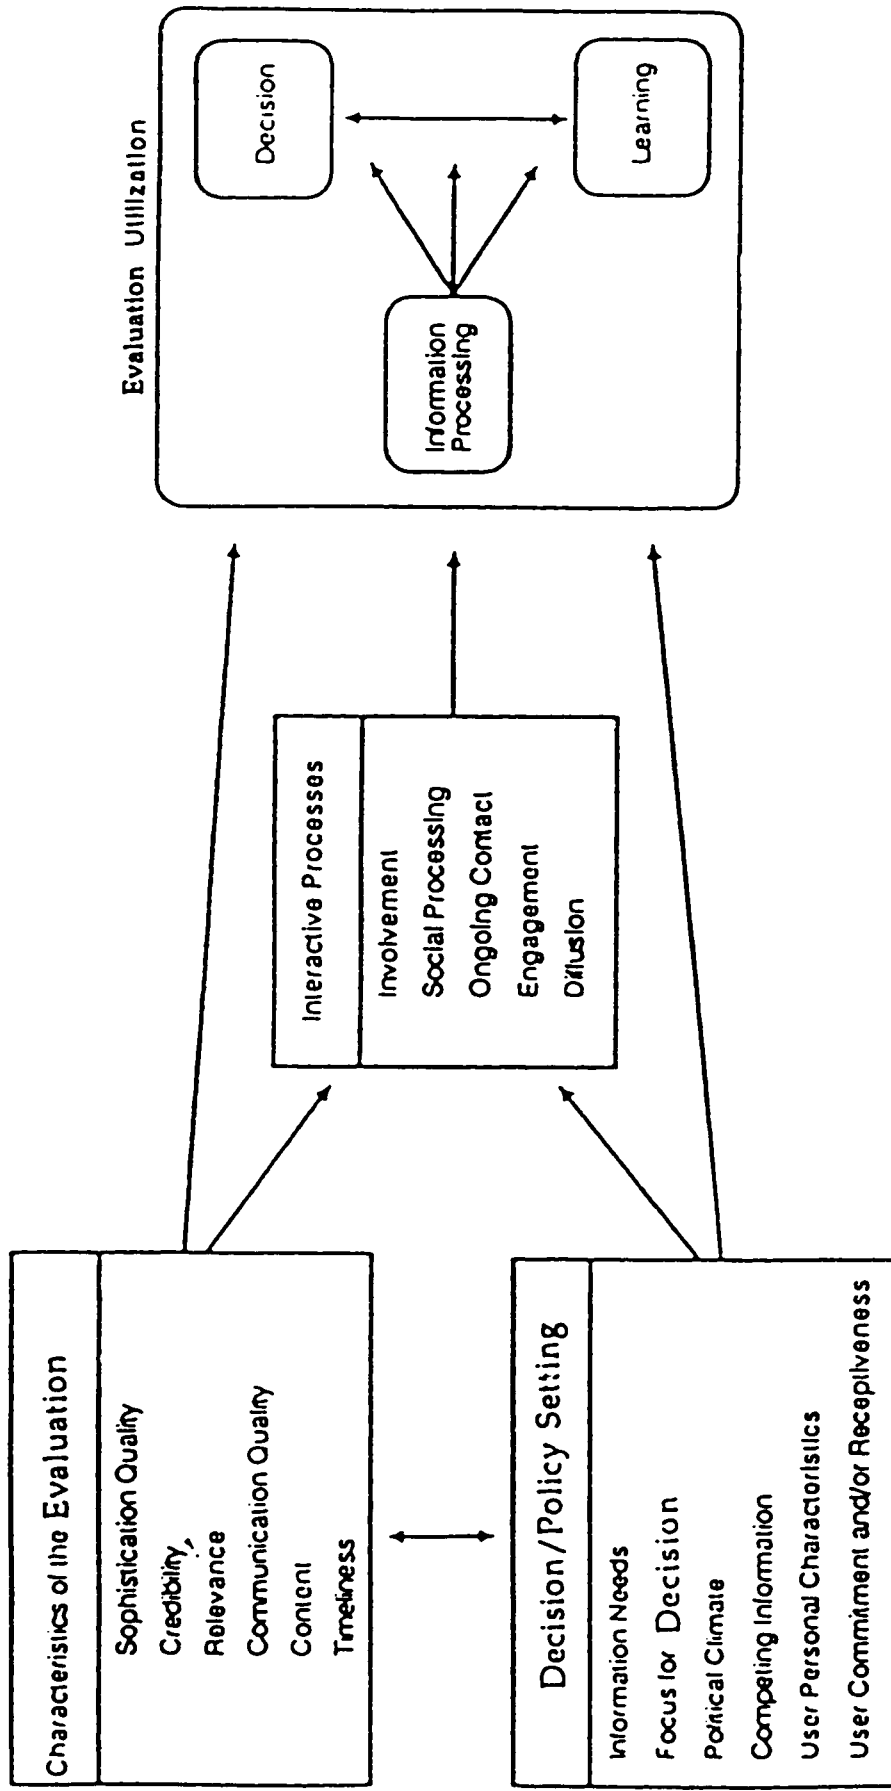 Characteristics of the Evaluation
Sophistication Quality
Credibility,
Relevance
Communication Quality
Content
Timeliness
Decision/Policy Setting
Information Needs
Focus for Decision
Political Climate
Competing Information
User Personal Characteristics
User Commitment and/or Receptiveness
Interactive Processes
Involvement
Social Processing
Ongoing Contact
Engagement
Diffusion
Evaluation Utilization
Information
Processing
Decision
Learning